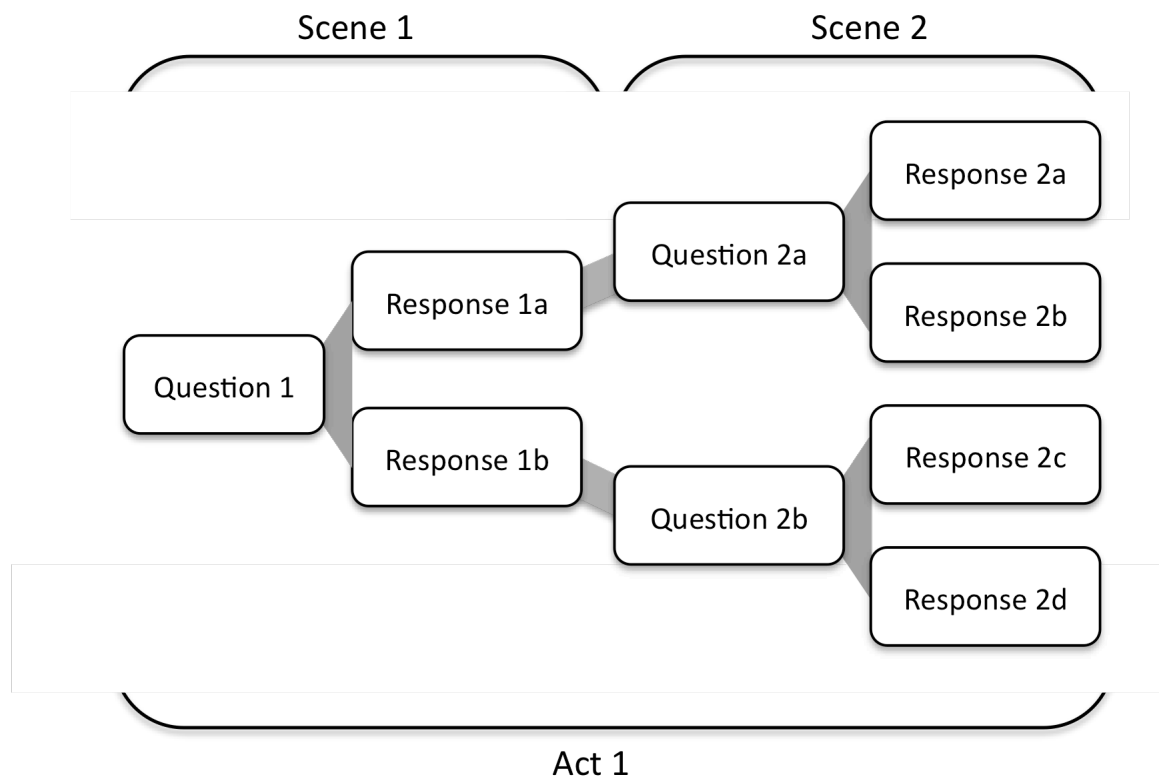 Scene 1
Scene 2
Question 1
Response 1a
Response 1b
Question 2a
Question 2b
Response 2a
Response 2b
Response 2c
Response 2d
Act 1